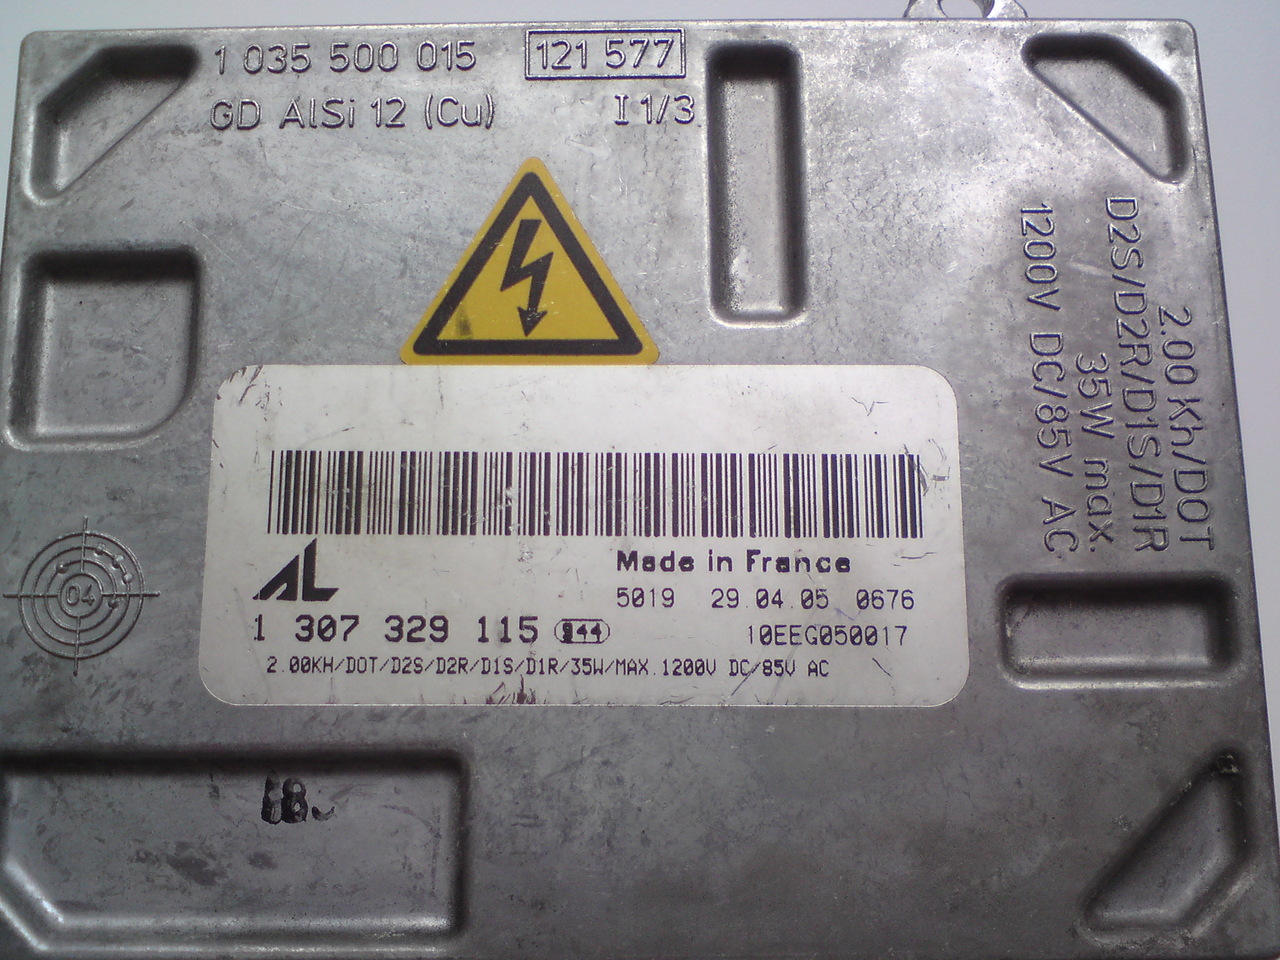 1 035 500 015
121 577
GD AlSi 12 (Cu)
I 1/3
2.00 Kh/DOT
D2S/D2R/D1S/D1R
35W max.
1200V DC/85V AC
AL
Made in France
5019 29.04.05 0676
1 307 329 115
10EEG050017
2.00KH/DOT/D2S/D2R/D1S/D1R/35W/MAX.1200V DC/85V AC
04